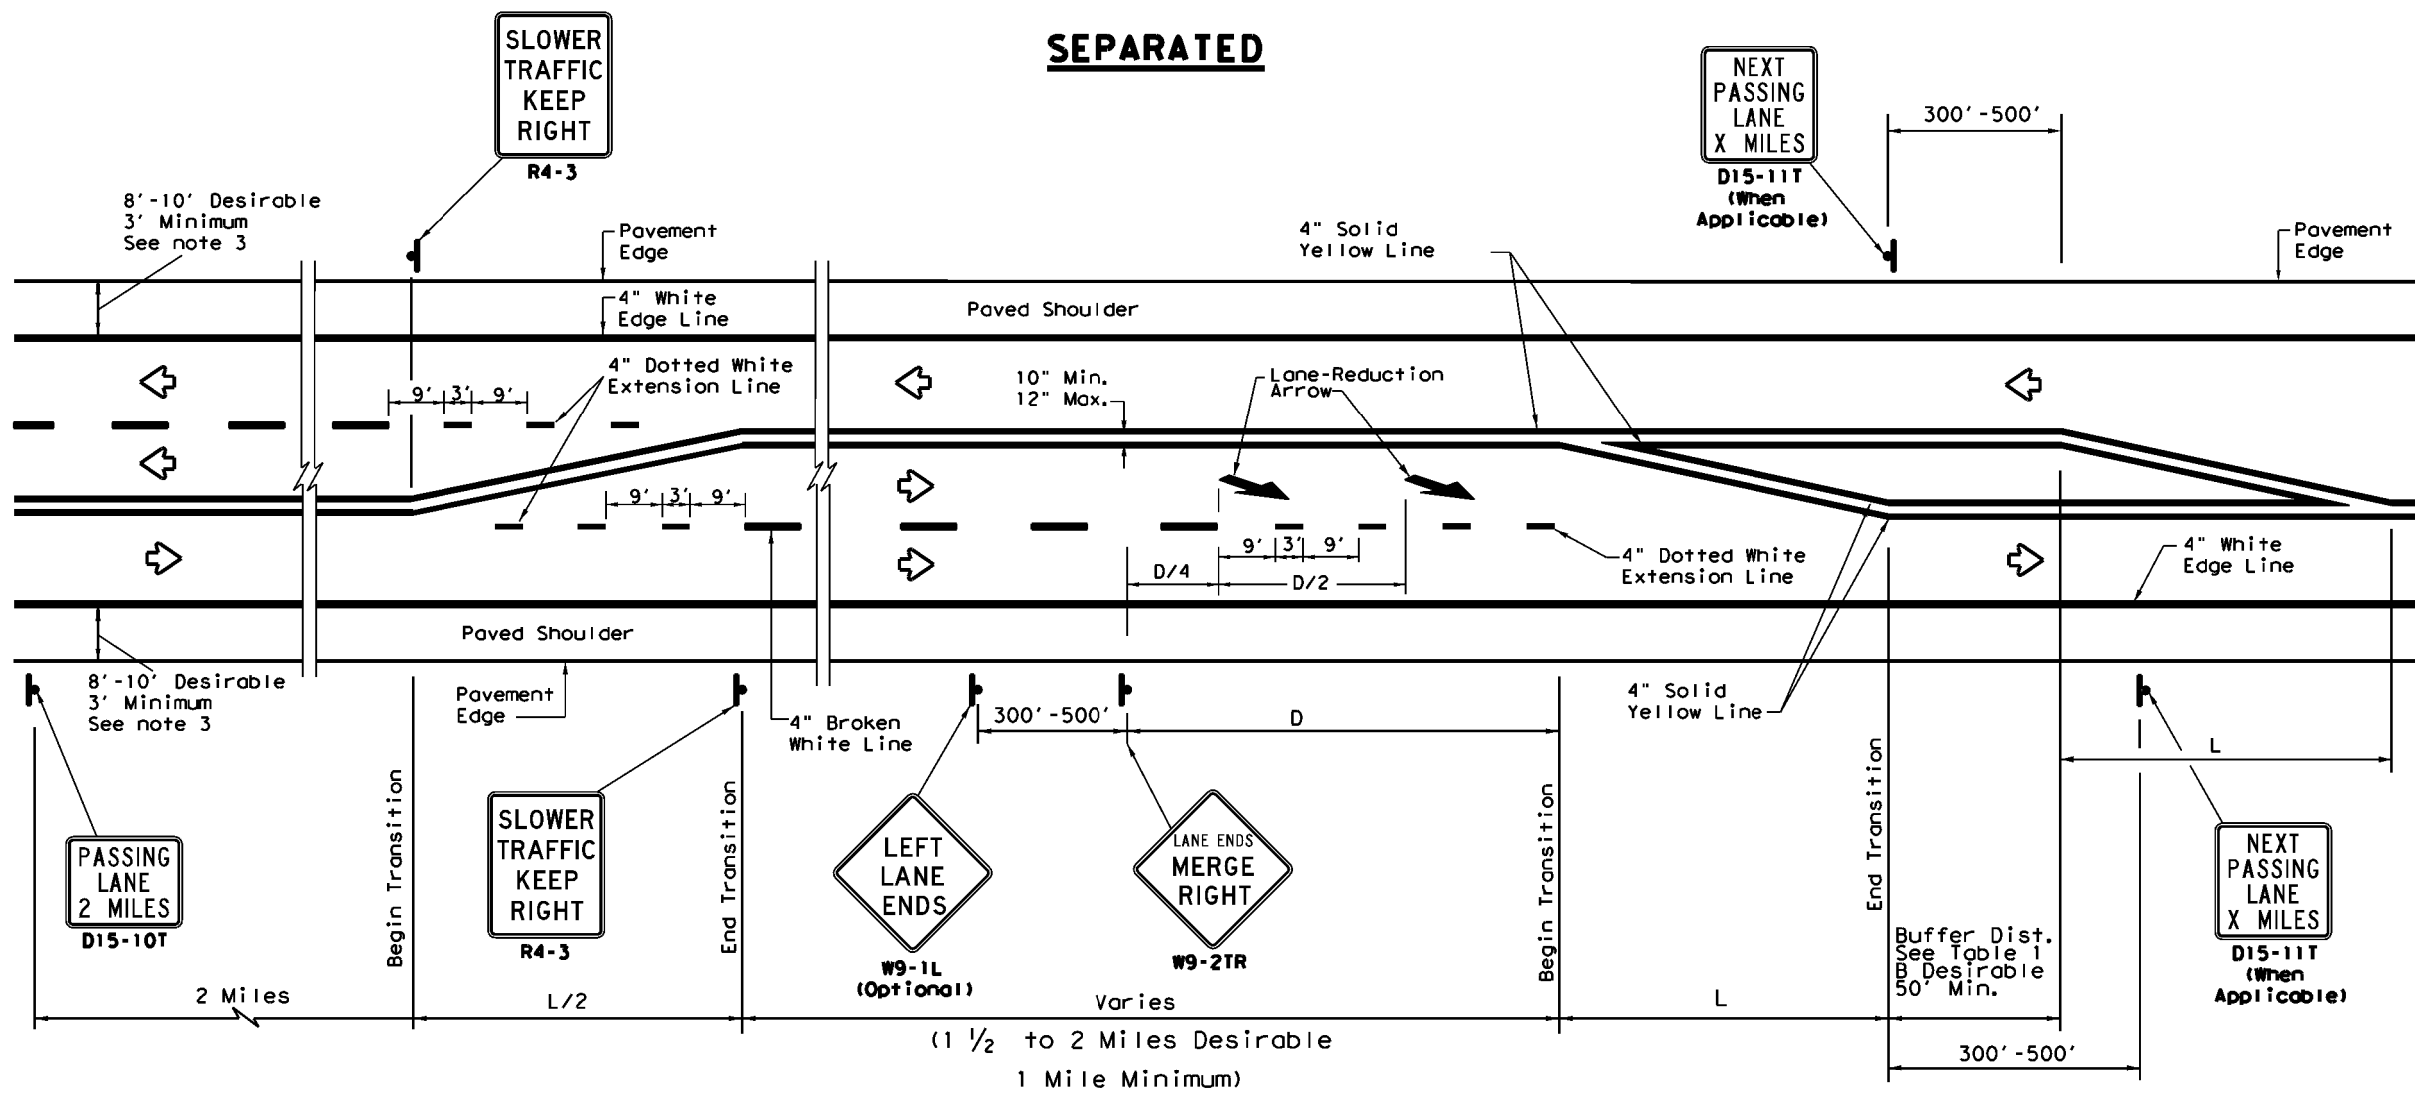 SEPARATED
SLOWER
TRAFFIC
KEEP
RIGHT
R4-3
NEXT
PASSING
LANE
X MILES
D15-11T
(When
Applicable)
300'-500'
8'-10' Desirable
3' Minimum
See note 3
Pavement
Edge
4" Solid
Yellow Line
Pavement
Edge
4" White
Edge Line
Paved Shoulder
4" Dotted White
Extension Line
9'
3'
9'
10" Min.
12" Max.
Lane-Reduction
Arrow
9'
3'
9'
9'
3'
9'
D/4
D/2
4" Dotted White
Extension Line
4" White
Edge Line
Paved Shoulder
8'-10' Desirable
3' Minimum
See note 3
Pavement
Edge
4" Broken
White Line
300'-500'
D
4" Solid
Yellow Line
L
PASSING
LANE
2 MILES
D15-10T
Begin Transition
SLOWER
TRAFFIC
KEEP
RIGHT
R4-3
End Transition
LEFT
LANE
ENDS
W9-1L
(Optional)
LANE ENDS
MERGE
RIGHT
W9-2TR
Begin Transition
End Transition
NEXT
PASSING
LANE
X MILES
D15-11T
(When
Applicable)
Buffer Dist.
See Table 1
B Desirable
50' Min.
2 Miles
L/2
Varies
(1 1/2 to 2 Miles Desirable
1 Mile Minimum)
L
300'-500'